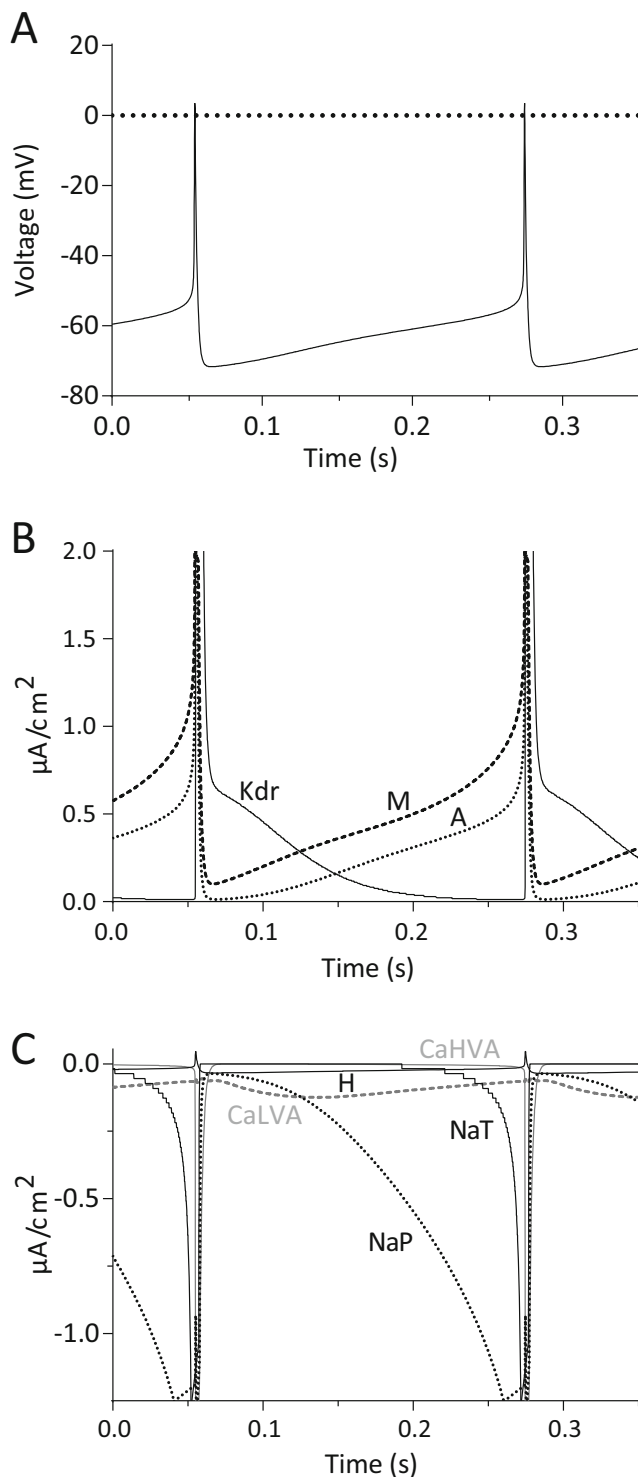 A
20
0
-20
-40
-60
-80
Voltage (mV)
0.0 0.1 0.2 0.3
Time (s)
B
2.0
1.5
1.0
0.5
0.0
µA/cm²
Kdr
M
A
0.0 0.1 0.2 0.3
Time (s)
C
0.0
-0.5
-1.0
µA/cm²
CaHVA
H
CaLVA
NaT
NaP
0.0 0.1 0.2 0.3
Time (s)